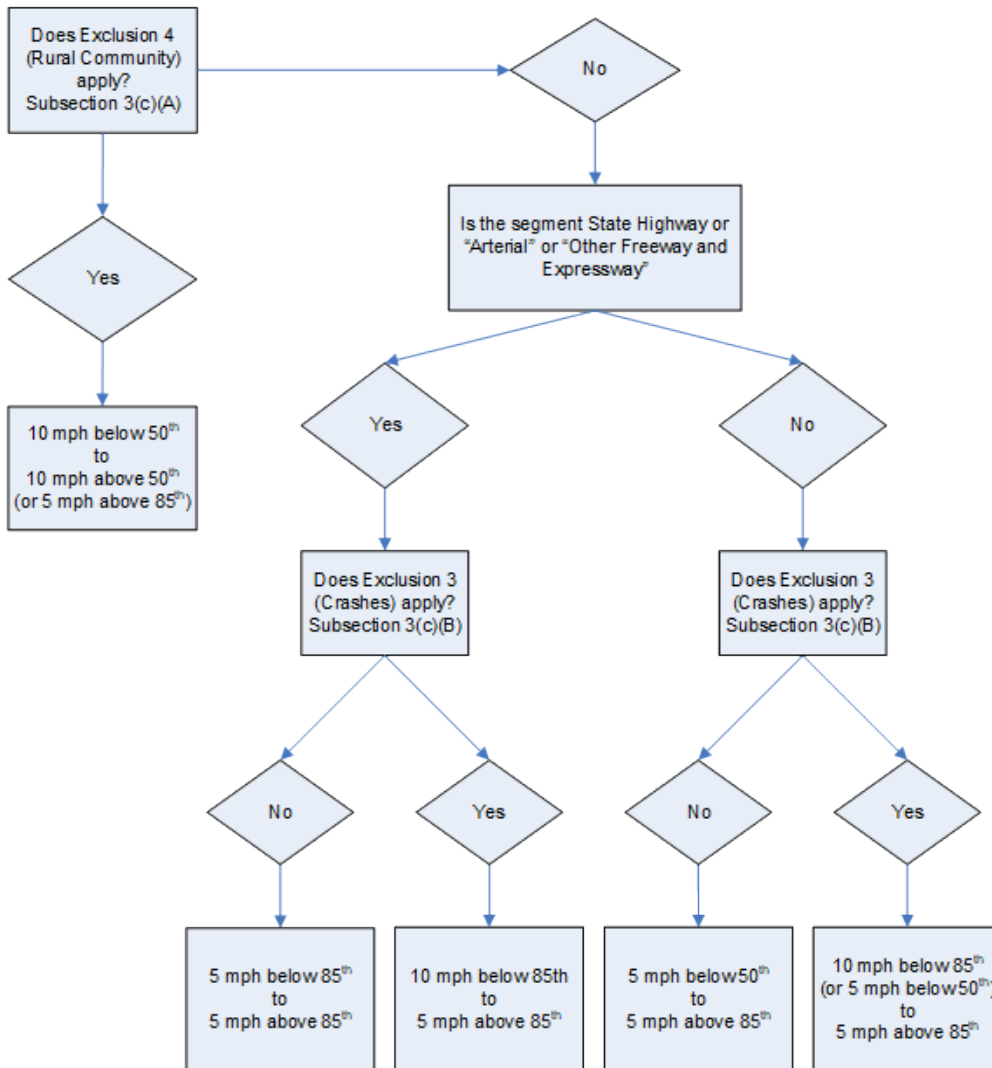 Does Exclusion 4
(Rural Community)
apply?
Subsection 3(c)(A)
No
Is the segment State Highway or
“Arterial” or “Other Freeway and
Expressway”
Yes
10 mph below 50th
to
10 mph above 50th
(or 5 mph above 85th)
Yes
No
Does Exclusion 3
(Crashes) apply?
Subsection 3(c)(B)
Does Exclusion 3
(Crashes) apply?
Subsection 3(c)(B)
No
Yes
No
Yes
5 mph below 85th
to
5 mph above 85th
10 mph below 85th
to
5 mph above 85th
5 mph below 50th
to
5 mph above 85th
10 mph below 85th
(or 5 mph below 50th)
to
5 mph above 85th